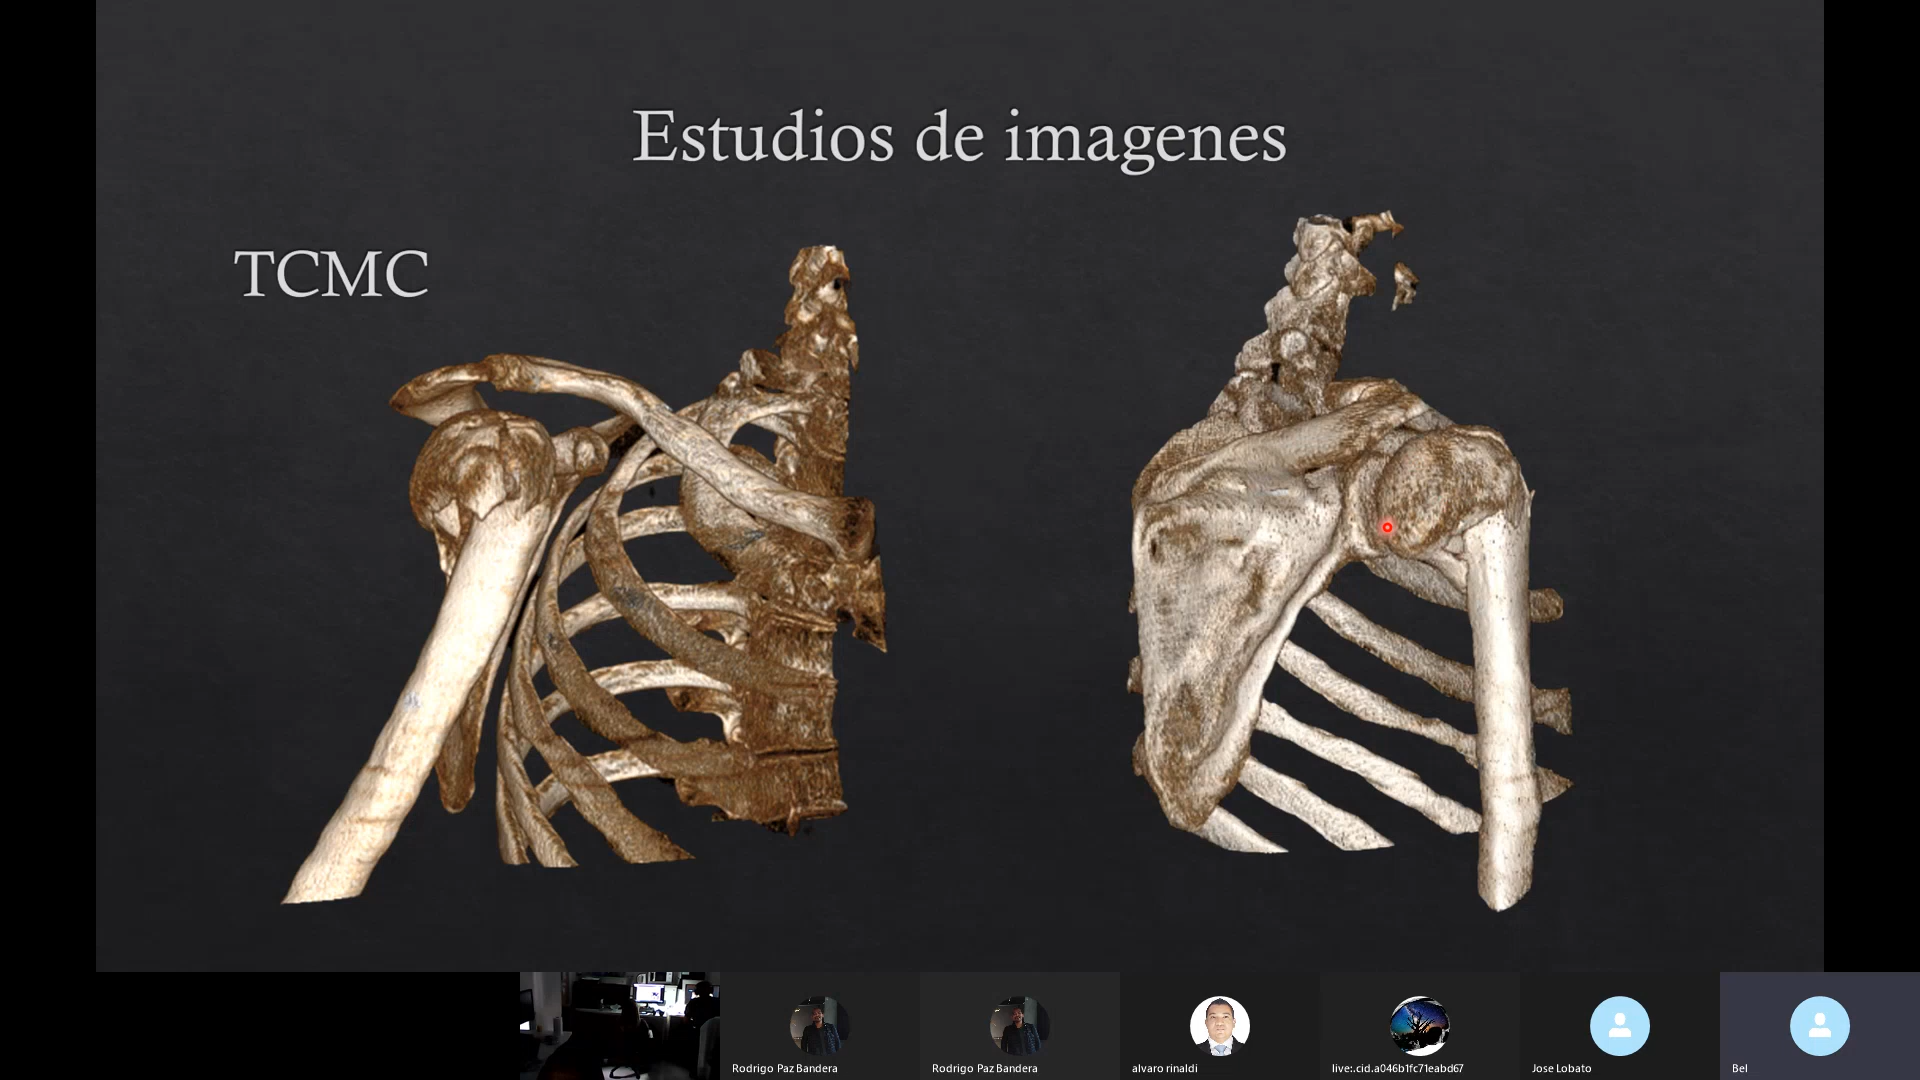 Estudios de imagenes
TCMC
Rodrigo Paz Bandera
Rodrigo Paz Bandera
alvaro rinaldi
live:.cid.a046b1fc71eabd67
Jose Lobato
Bel